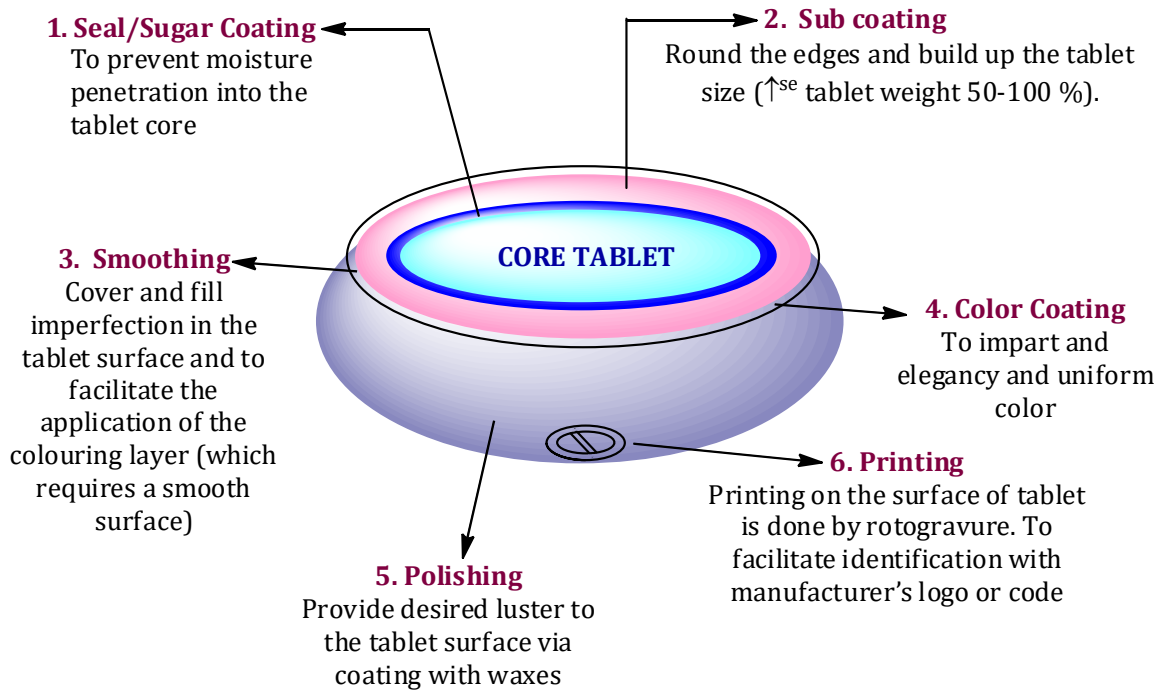 1. Seal/Sugar Coating
To prevent moisture
penetration into the
tablet core
2. Sub coating
Round the edges and build up the tablet
size (↑se tablet weight 50-100 %).
CORE TABLET
3. Smoothing
Cover and fill
imperfection in the
tablet surface and to
facilitate the
application of the
colouring layer (which
requires a smooth
surface)
4. Color Coating
To impart and
elegancy and uniform
color
5. Polishing
Provide desired luster to
the tablet surface via
coating with waxes
6. Printing
Printing on the surface of tablet
is done by rotogravure. To
facilitate identification with
manufacturer’s logo or code